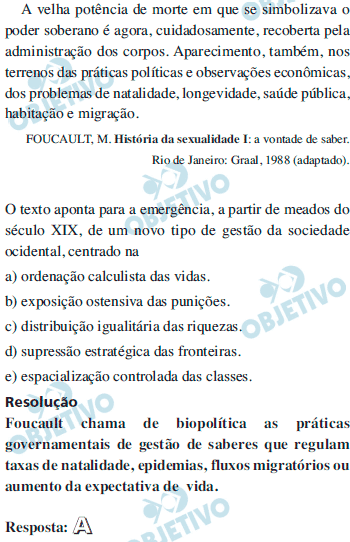 A velha potência de morte em que se simbolizava o
poder soberano é agora, cuidadosamente, recoberta pela
administração dos corpos. Aparecimento, também, nos
terrenos das práticas políticas e observações econômicas,
dos problemas de natalidade, longevidade, saúde pública,
habitação e migração.
FOUCAULT, M. História da sexualidade I: a vontade de saber.
Rio de Janeiro: Graal, 1988 (adaptado).
O texto aponta para a emergência, a partir de meados do
século XIX, de um novo tipo de gestão da sociedade
ocidental, centrado na
a) ordenação calculista das vidas.
b) exposição ostensiva das punições.
c) distribuição igualitária das riquezas.
d) supressão estratégica das fronteiras.
e) espacialização controlada das classes.
Resolução
Foucault chama de biopolítica as práticas
governamentais de gestão de saberes que regulam
taxas de natalidade, epidemias, fluxos migratórios ou
aumento da expectativa de vida.
Resposta: A
OBJETIVO
OBJETIVO
OBJETIVO
OBJETIVO
OBJETIVO
OBJETIVO